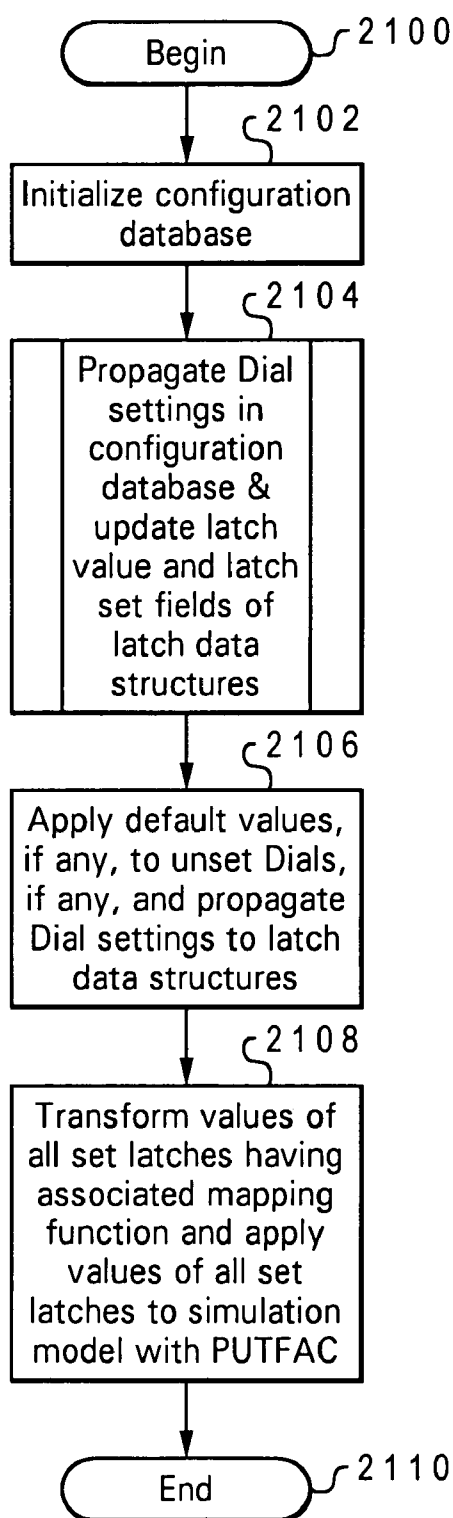 2100
Begin
2102
Initialize configuration
database
2104
Propagate Dial
settings in
configuration
database &
update latch
value and latch
set fields of
latch data
structures
2106
Apply default values,
if any, to unset Dials,
if any, and propagate
Dial settings to latch
data structures
2108
Transform values of
all set latches having
associated mapping
function and apply
values of all set
latches to simulation
model with PUTFAC
End
2110